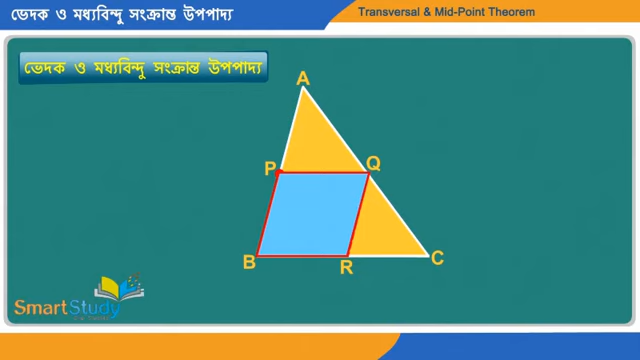 ভেদক ও মধ্যবিন্দু সংক্রান্ত উপপাদ্য
Transversal & Mid-Point Theorem
ভেদক ও মধ্যবিন্দু সংক্রান্ত উপপাদ্য
A
P
Q
B
R
C
SmartStudy